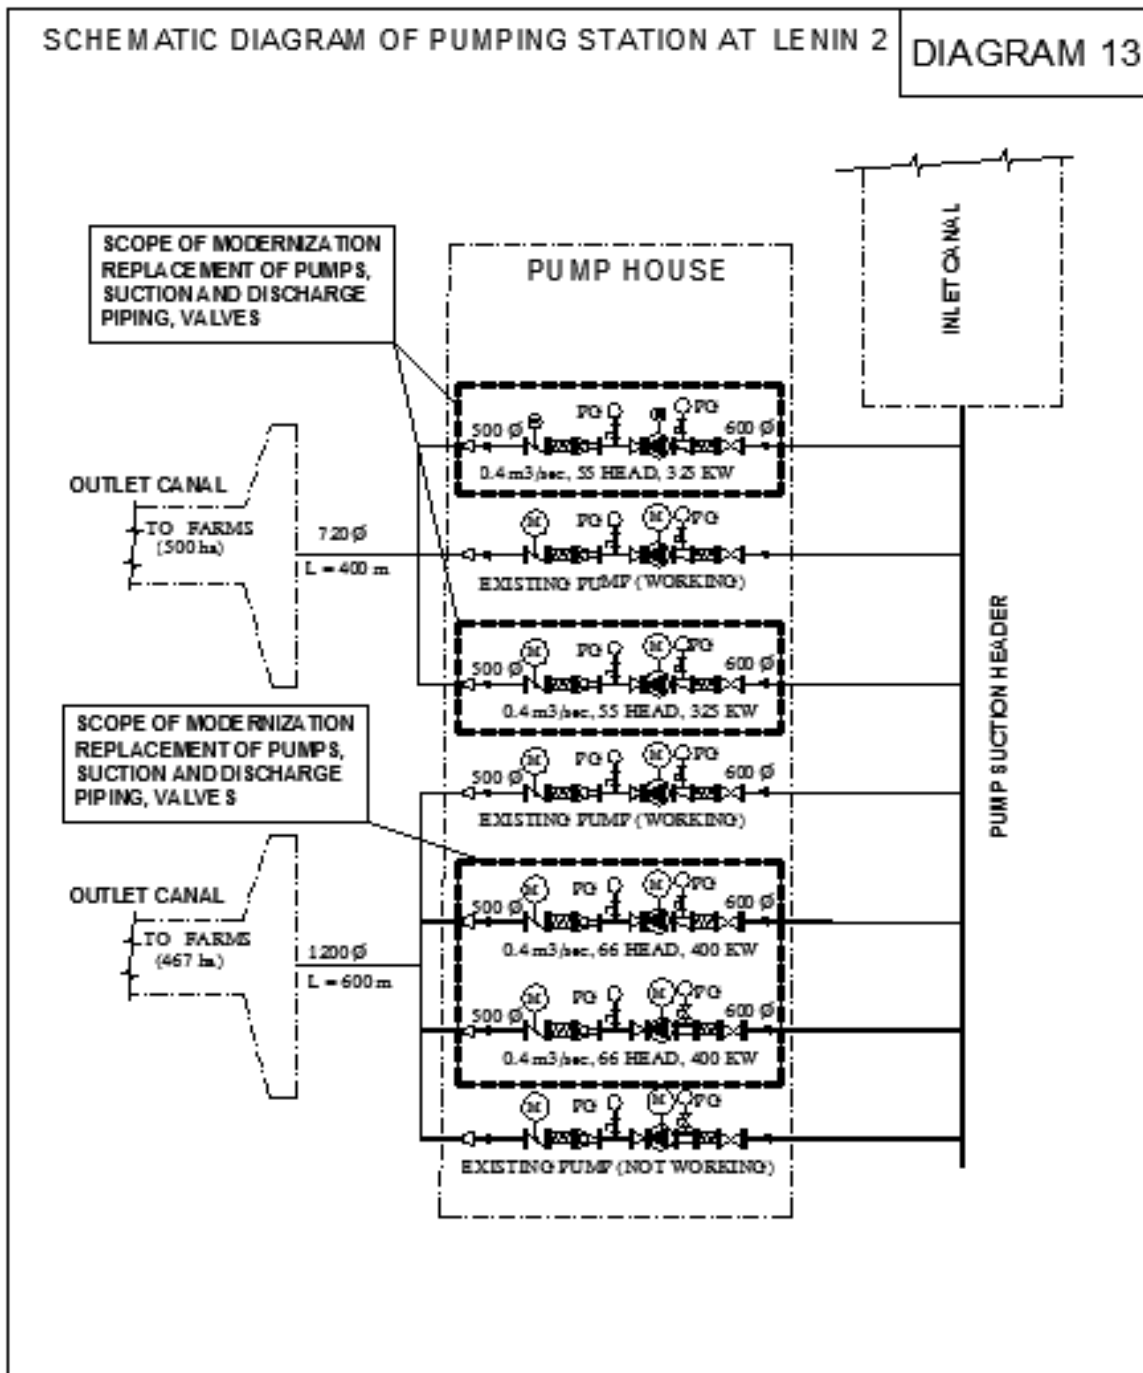 SCHEMATIC DIAGRAM OF PUMPING STATION AT LENIN 2
DIAGRAM 13
INLET CANAL
SCOPE OF MODERNIZATION
REPLACEMENT OF PUMPS,
SUCTION AND DISCHARGE
PIPING, VALVES
PUMP HOUSE
500 Ø PG PG 600 Ø
0.4 m3/sec, 55 HEAD, 325 KW
OUTLET CANAL
TO FARMS
(500 ha)
720 Ø
L = 400 m
M PG M PG
EXISTING PUMP (WORKING)
PUMP SUCTION HEADER
500 Ø M PG M PG 600 Ø
0.4 m3/sec, 55 HEAD, 325 KW
SCOPE OF MODERNIZATION
REPLACEMENT OF PUMPS,
SUCTION AND DISCHARGE
PIPING, VALVES
500 Ø M PG M PG 600 Ø
EXISTING PUMP (WORKING)
OUTLET CANAL
TO FARMS
(467 ha)
1200 Ø
L = 600 m
500 Ø M PG M PG 600 Ø
0.4 m3/sec, 66 HEAD, 400 KW
500 Ø M PG M PG 600 Ø
0.4 m3/sec, 66 HEAD, 400 KW
M PG M PG
EXISTING PUMP (NOT WORKING)